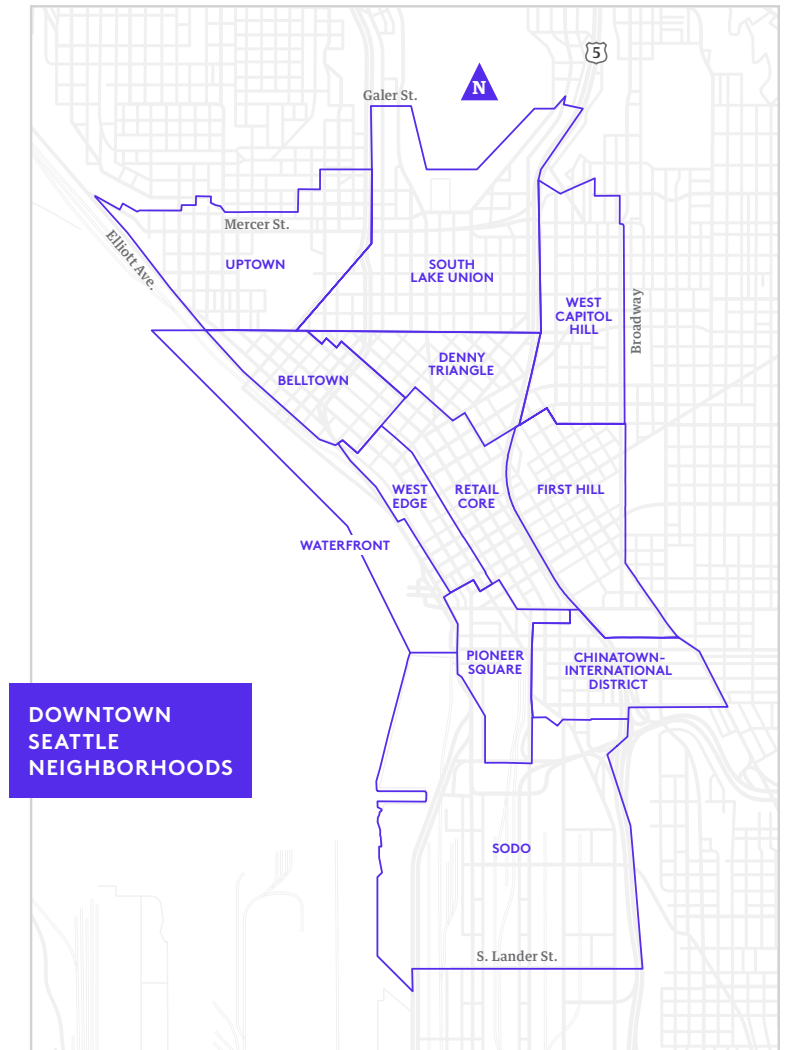 5
Galer St.
N
Mercer St.
Elliott Ave.
UPTOWN
SOUTH
LAKE UNION
WEST
CAPITOL
HILL
Broadway
DENNY
TRIANGLE
BELLTOWN
WEST
EDGE
RETAIL
CORE
FIRST HILL
WATERFRONT
PIONEER
SQUARE
CHINATOWN-
INTERNATIONAL
DISTRICT
DOWNTOWN
SEATTLE
NEIGHBORHOODS
SODO
S. Lander St.